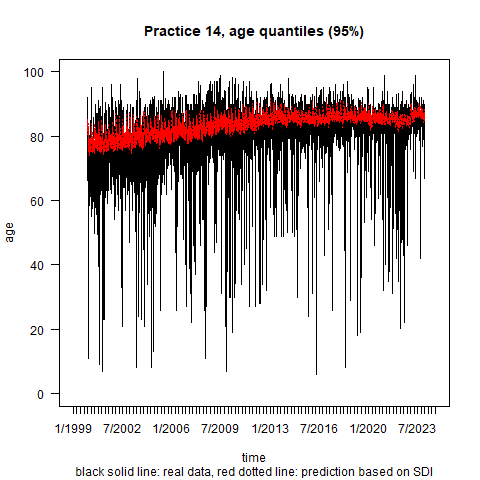 Practice 14, age quantiles (95%)
100
80
60
40
20
0
age
1/1999 7/2002 1/2006 7/2009 1/2013 7/2016 1/2020 7/2023
time
black solid line: real data, red dotted line: prediction based on SDI